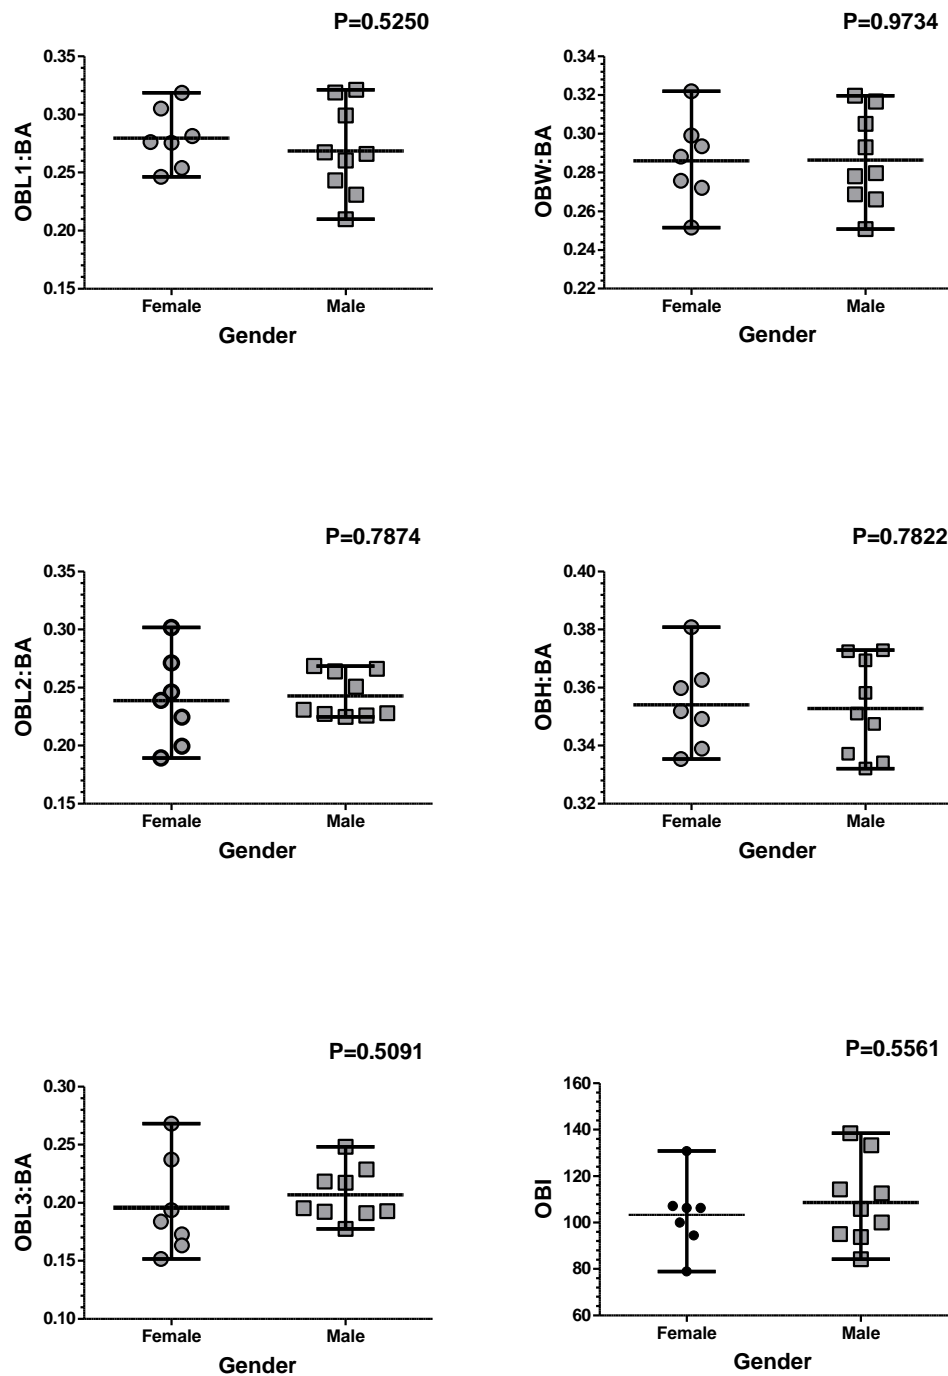 P=0.5250
0.35
0.30
0.25
0.20
0.15
OBL1:BA
Female
Male
Gender
P=0.9734
0.34
0.32
0.30
0.28
0.26
0.24
0.22
OBW:BA
Female
Male
Gender
P=0.7874
0.35
0.30
0.25
0.20
0.15
OBL2:BA
Female
Male
Gender
P=0.7822
0.40
0.38
0.36
0.34
0.32
OBH:BA
Female
Male
Gender
P=0.5091
0.30
0.25
0.20
0.15
0.10
OBL3:BA
Female
Male
Gender
P=0.5561
160
140
120
100
80
60
OBI
Female
Male
Gender